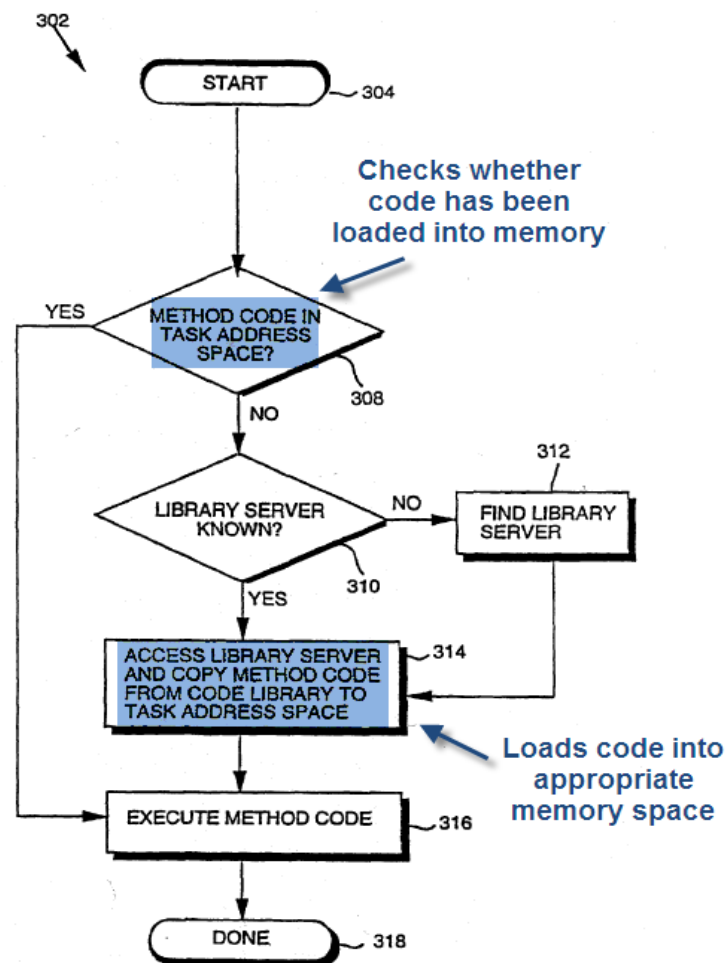 302
START
304
Checks whether
code has been
loaded into memory
YES
METHOD CODE IN
TASK ADDRESS
SPACE?
308
NO
312
LIBRARY SERVER
KNOWN?
NO
FIND LIBRARY
SERVER
310
YES
ACCESS LIBRARY SERVER
AND COPY METHOD CODE
FROM CODE LIBRARY TO
TASK ADDRESS SPACE
314
Loads code into
appropriate
memory space
EXECUTE METHOD CODE
316
DONE
318